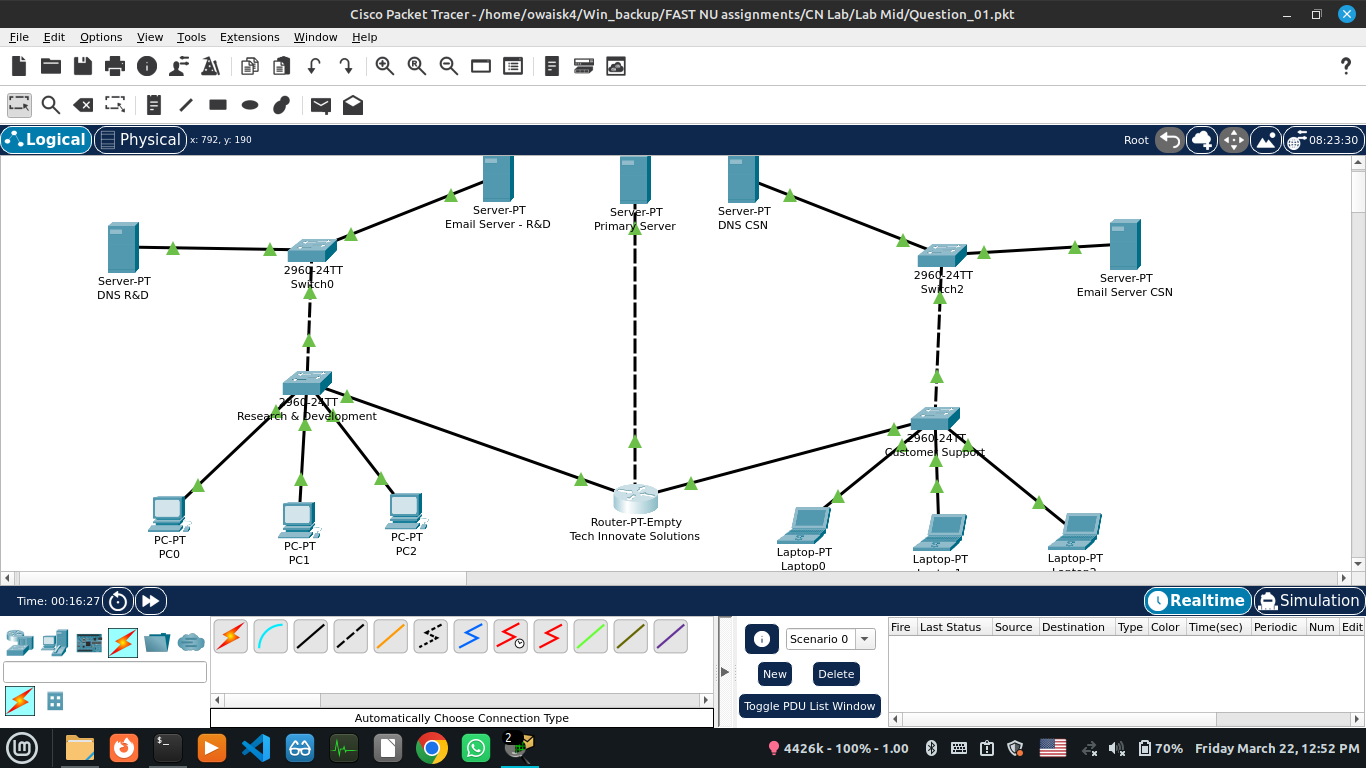 Cisco Packet Tracer - /home/owaisk4/Win_backup/FAST NU assignments/CN Lab/Lab Mid/Question_01.pkt
File Edit Options View Tools Extensions Window Help
Logical Physical x: 792, y: 190 Root 08:23:30
Server-PT
Email Server - R&D
Server-PT
Primary Server
Server-PT
DNS CSN
Server-PT
DNS R&D
2960-24TT
Switch0
2960-24TT
Switch2
Server-PT
Email Server CSN
2960-24TT
Research & Development
2960-24TT
Customer Support
PC-PT
PC0
PC-PT
PC1
PC-PT
PC2
Router-PT-Empty
Tech Innovate Solutions
Laptop-PT
Laptop0
Laptop-PT
Laptop-PT
Time: 00:16:27 Realtime Simulation
Scenario 0
New Delete
Toggle PDU List Window
Fire Last Status Source Destination Type Color Time(sec) Periodic Num Edit
Automatically Choose Connection Type
2
4426k - 100% - 1.00 70% Friday March 22, 12:52 PM